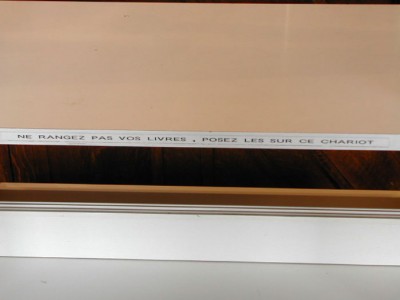 NE RANGEZ PAS VOS LIVRES , POSEZ LES SUR CE CHARIOT